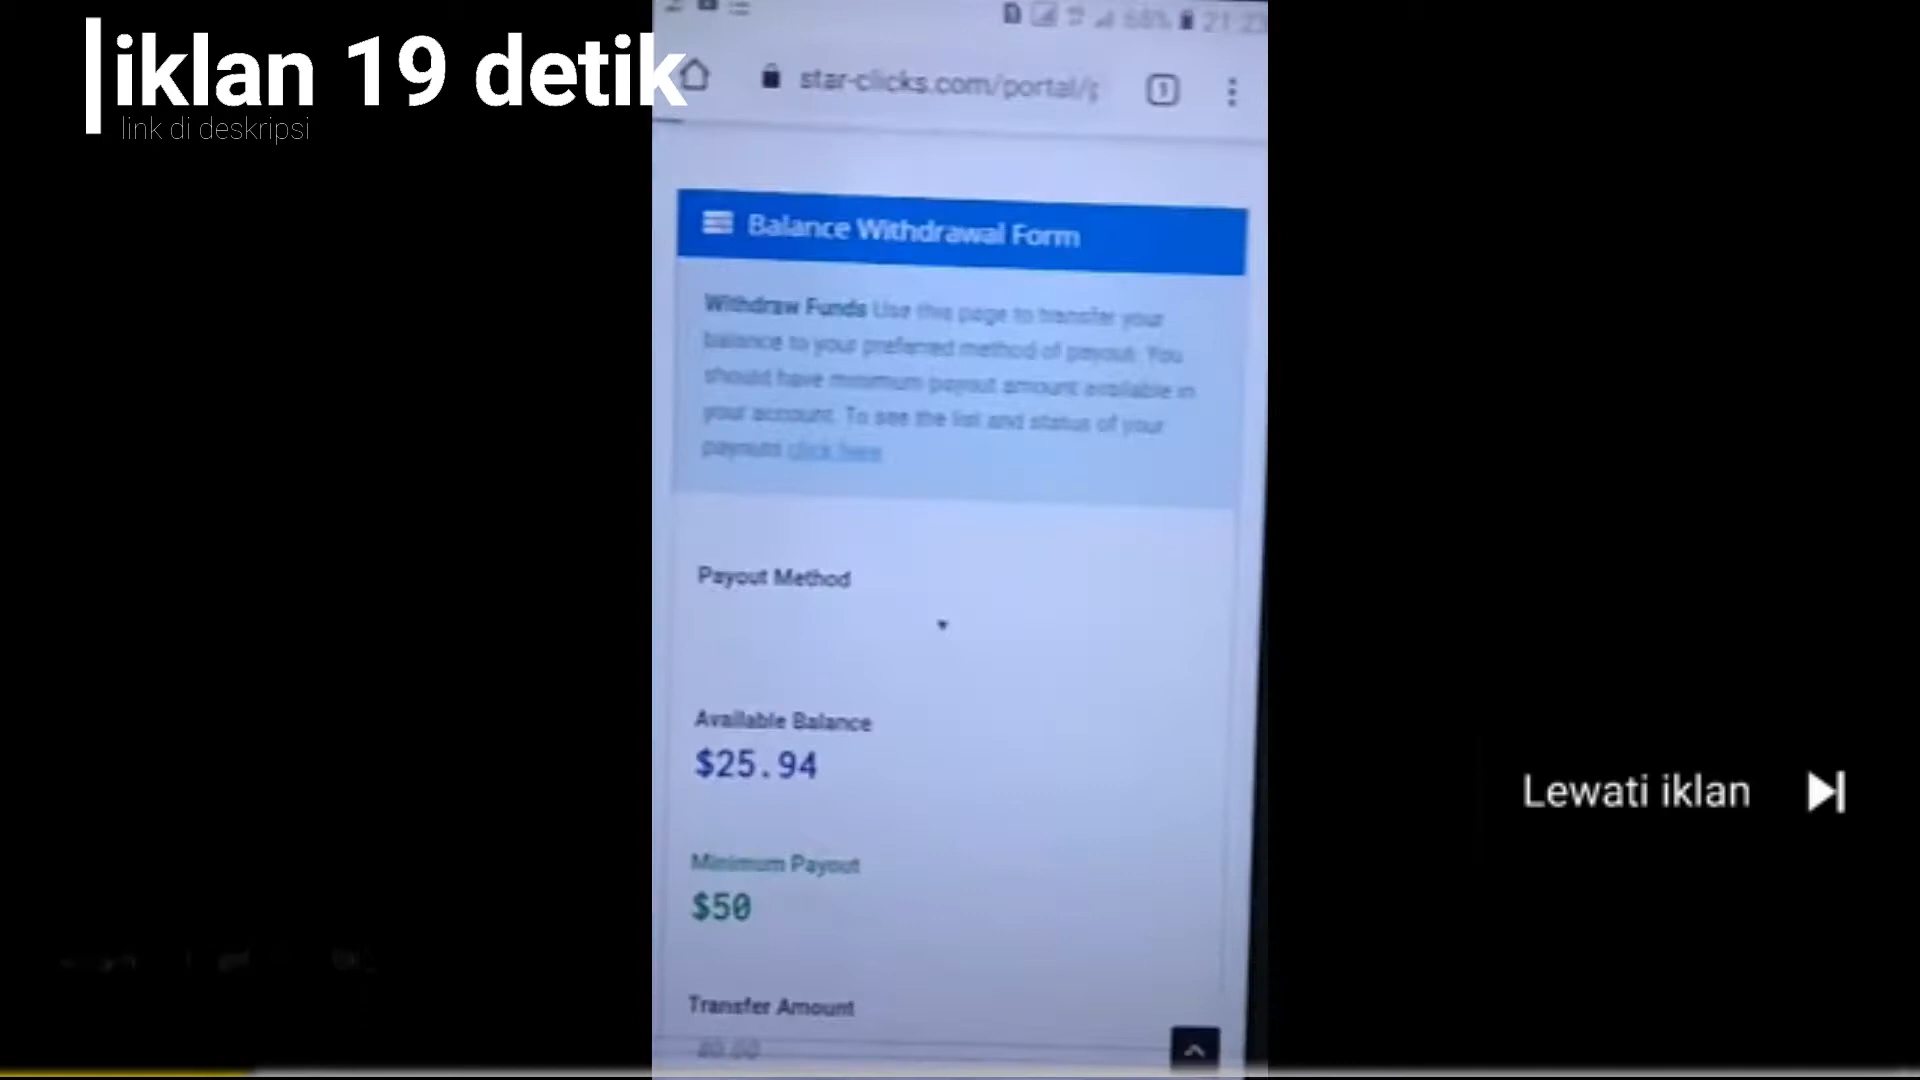 iklan 19 detik
link di deskripsi
68% 21:23
star-clicks.com/portal/p
Balance Withdrawal Form
Withdraw Funds Use this page to transfer your
balance to your preferred method of payout. You
should have minimum payout amount available in
your account. To see the list and status of your
payouts click here
Payout Method
Available Balance
$25.94
Minimum Payout
$50
Lewati iklan
Transfer Amount